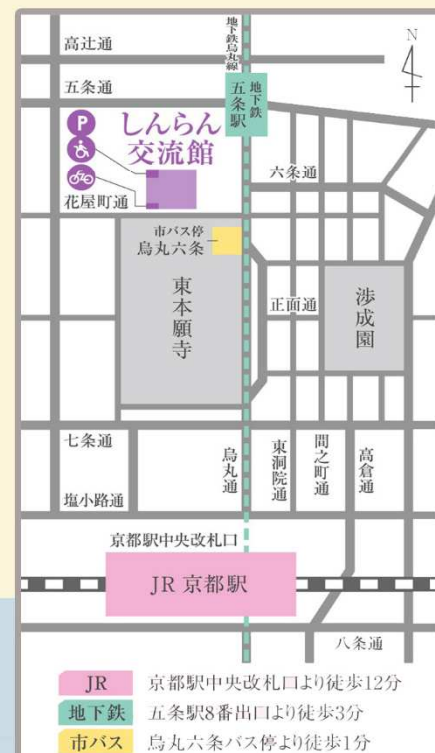 地下鉄烏丸線
N
高辻通
五条通
地下鉄
五条駅
P
しんらん
交流館
六条通
花屋町通
市バス停
烏丸六条
東本願寺
正面通
渉成園
七条通
烏丸通
東洞院通
間之町通
高倉通
塩小路通
京都駅中央改札口
JR 京都駅
八条通
JR 京都駅中央改札口より徒歩12分
地下鉄 五条駅8番出口より徒歩3分
市バス 烏丸六条バス停より徒歩1分